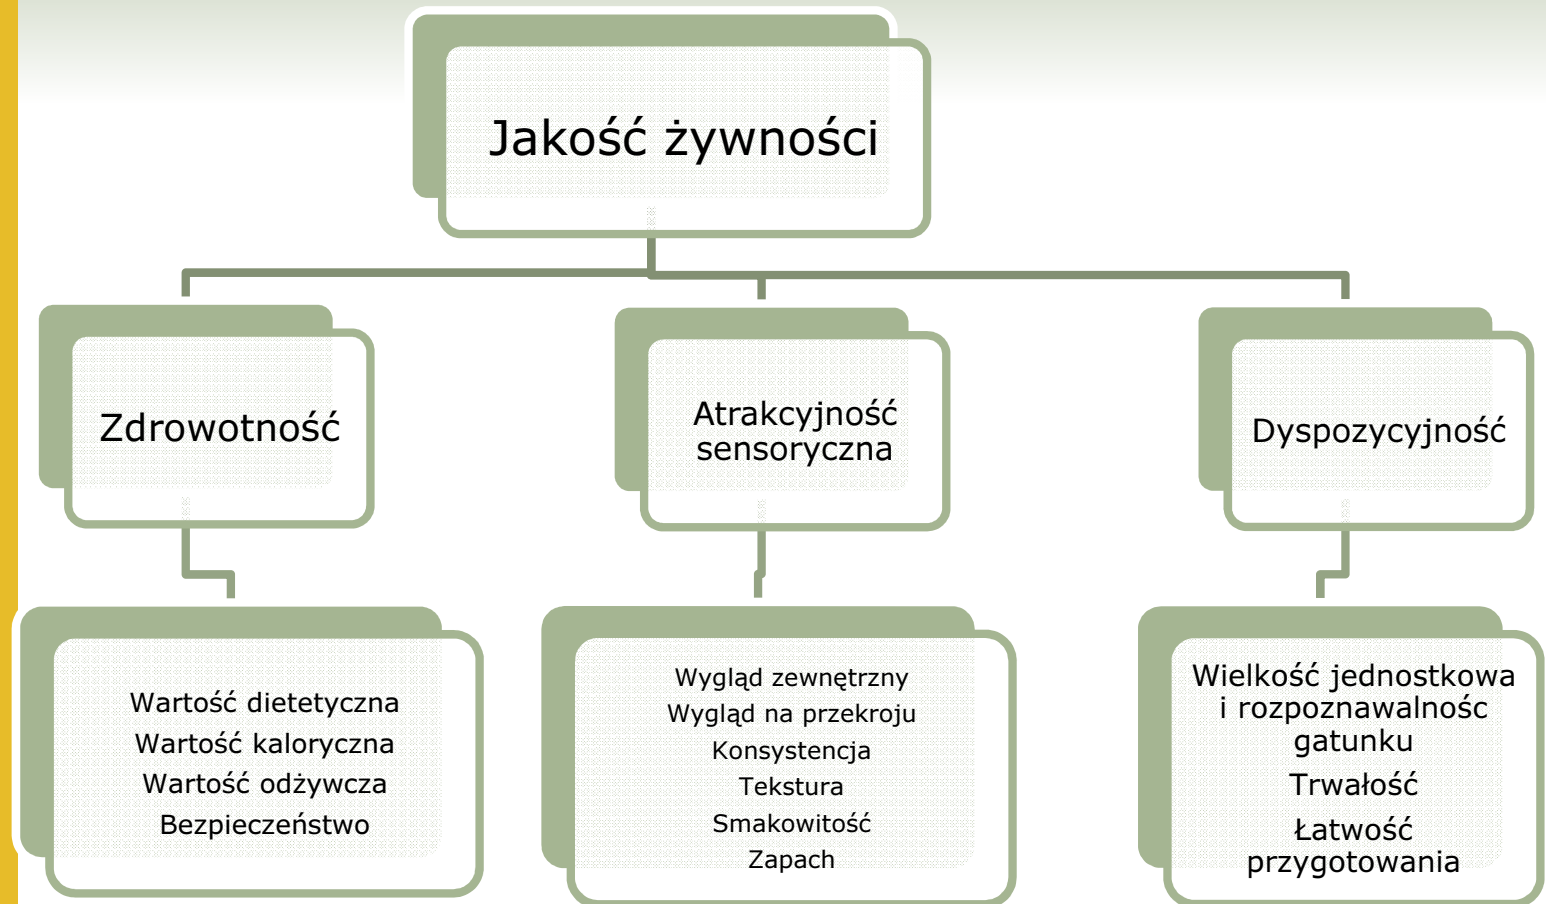 Jakość żywności
Zdrowotność
Atrakcyjność
sensoryczna
Dyspozycyjność
Wartość dietetyczna
Wartość kaloryczna
Wartość odżywcza
Bezpieczeństwo
Wygląd zewnętrzny
Wygląd na przekroju
Konsystencja
Tekstura
Smakowitość
Zapach
Wielkość jednostkowa
i rozpoznawalnośc
gatunku
Trwałość
Łatwość
przygotowania